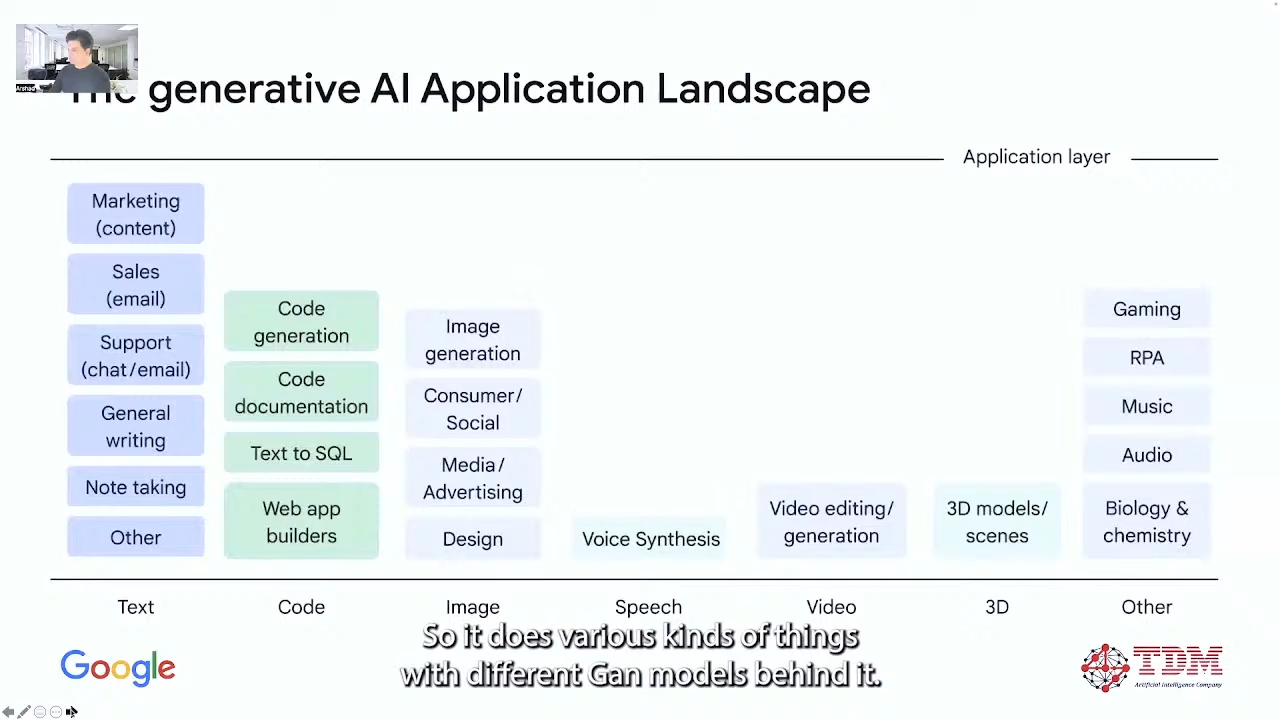 The generative AI Application Landscape
Application layer
Marketing
(content)
Sales
(email)
Support
(chat/email)
General
writing
Note taking
Other
Text
Code
generation
Code
documentation
Text to SQL
Web app
builders
Code
Image
generation
Consumer/
Social
Media/
Advertising
Design
Image
Voice Synthesis
Speech
Video editing/
generation
Video
3D models/
scenes
3D
Gaming
RPA
Music
Audio
Biology &
chemistry
Other
So it does various kinds of things
with different Gan models behind it.
Google
TDM
Artificial Intelligence Company
Arshad